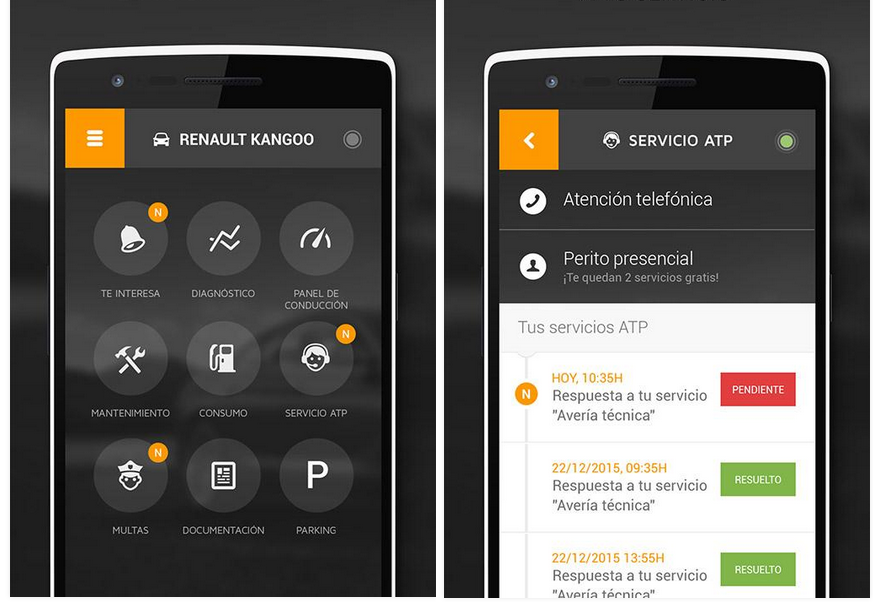 RENAULT KANGOO
N
TE INTERESA
DIAGNÓSTICO
PANEL DE
CONDUCCIÓN
N
MANTENIMIENTO
CONSUMO
SERVICIO ATP
N
MULTAS
DOCUMENTACIÓN
P
PARKING
SERVICIO ATP
Atención telefónica
Perito presencial
¡Te quedan 2 servicios gratis!
Tus servicios ATP
HOY, 10:35H
N
Respuesta a tu servicio
"Avería técnica"
PENDIENTE
22/12/2015, 09:35H
Respuesta a tu servicio
"Avería técnica"
RESUELTO
22/12/2015 13:55H
Respuesta a tu servicio
"Avería técnica"
RESUELTO